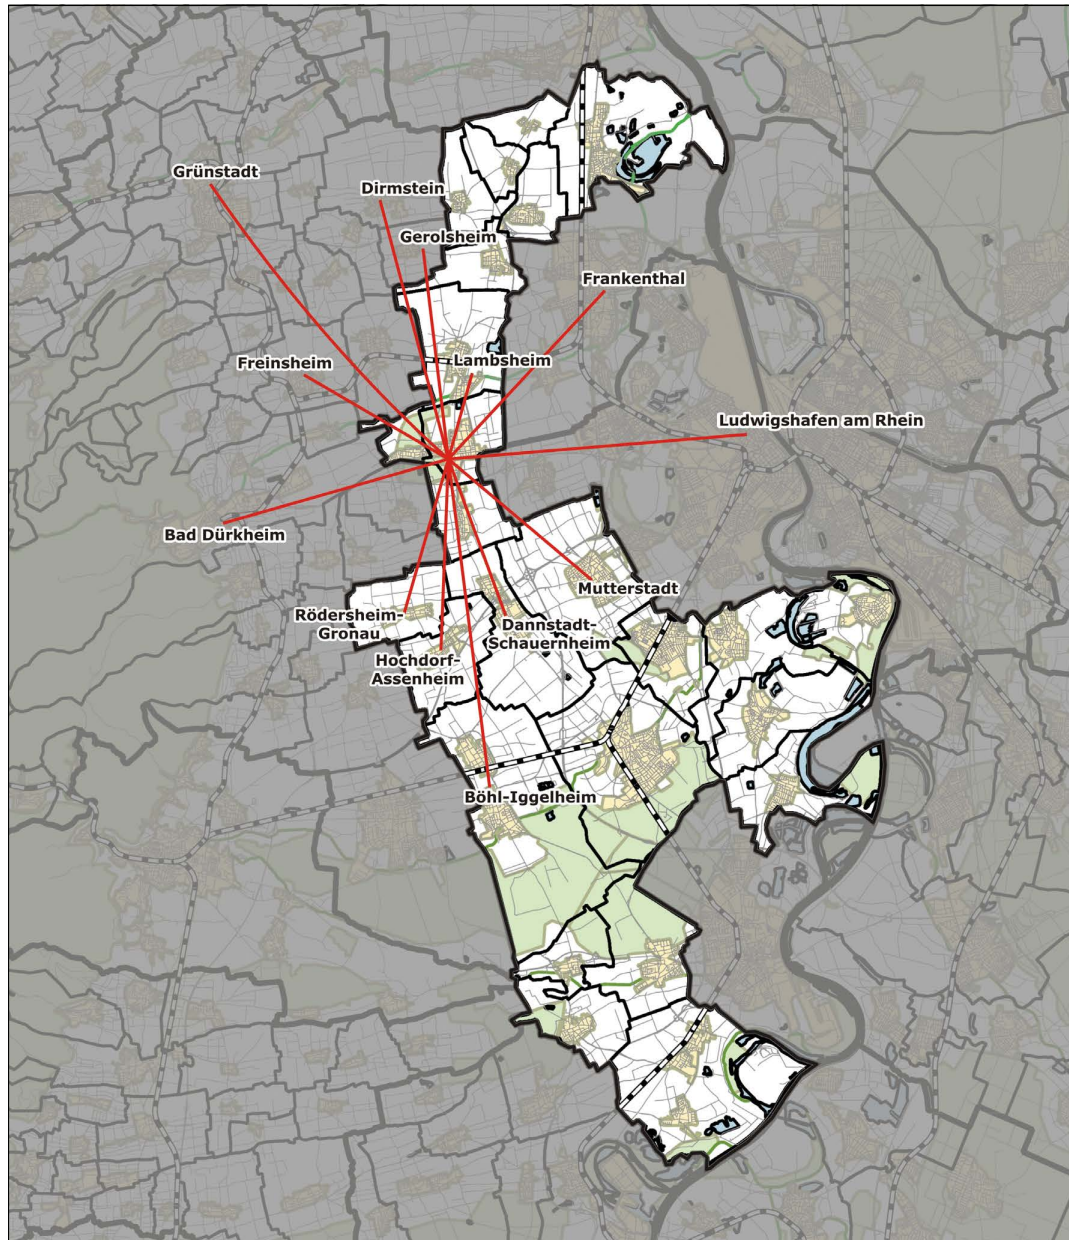 Grünstadt
Dirmstein
Gerolsheim
Frankenthal
Freinsheim
Lambsheim
Ludwigshafen am Rhein
Bad Dürkheim
Mutterstadt
Rödersheim-
Gronau
Dannstadt-
Schauernheim
Hochdorf-
Assenheim
Böhl-Iggelheim